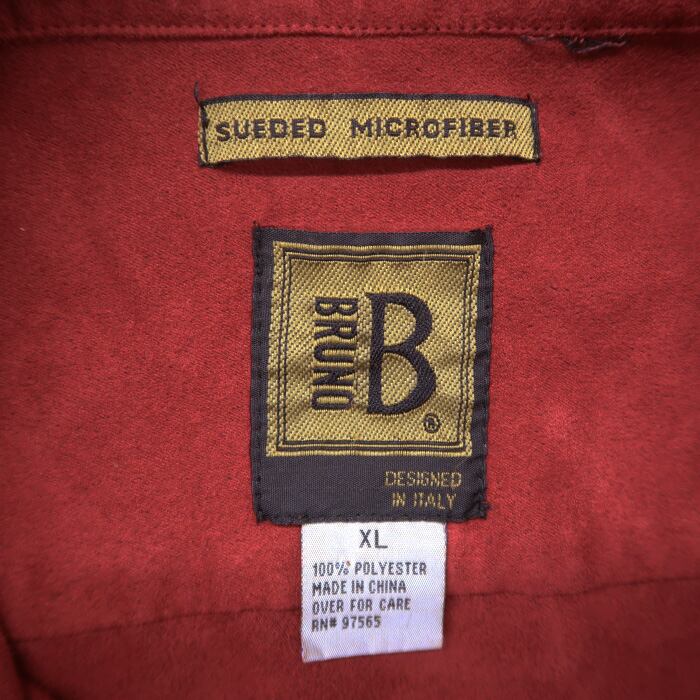 SUEDED MICROFIBER
BRUNO
B
®
DESIGNED
IN ITALY
XL
100% POLYESTER
MADE IN CHINA
OVER FOR CARE
RN# 97565